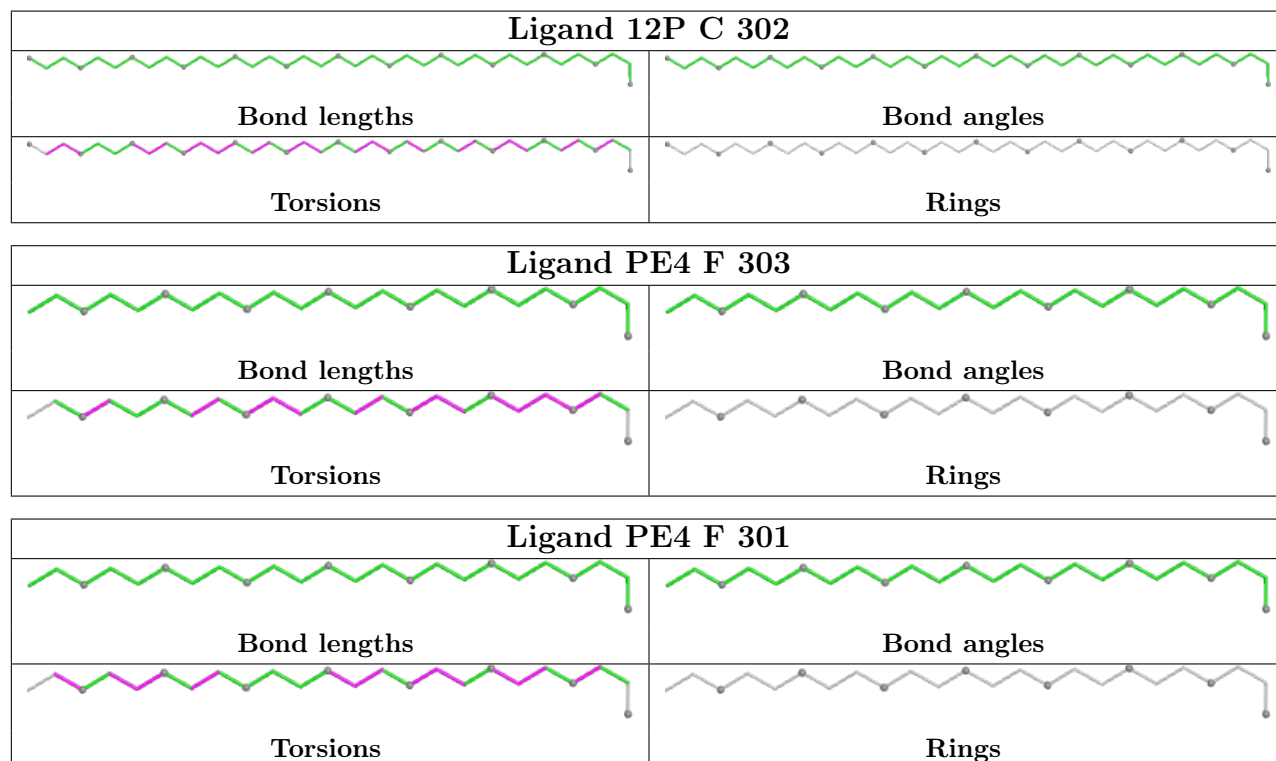 Ligand 12P C 302
Bond lengths Bond angles
Torsions Rings
Ligand PE4 F 303
Bond lengths Bond angles
Torsions Rings
Ligand PE4 F 301
Bond lengths Bond angles
Torsions Rings